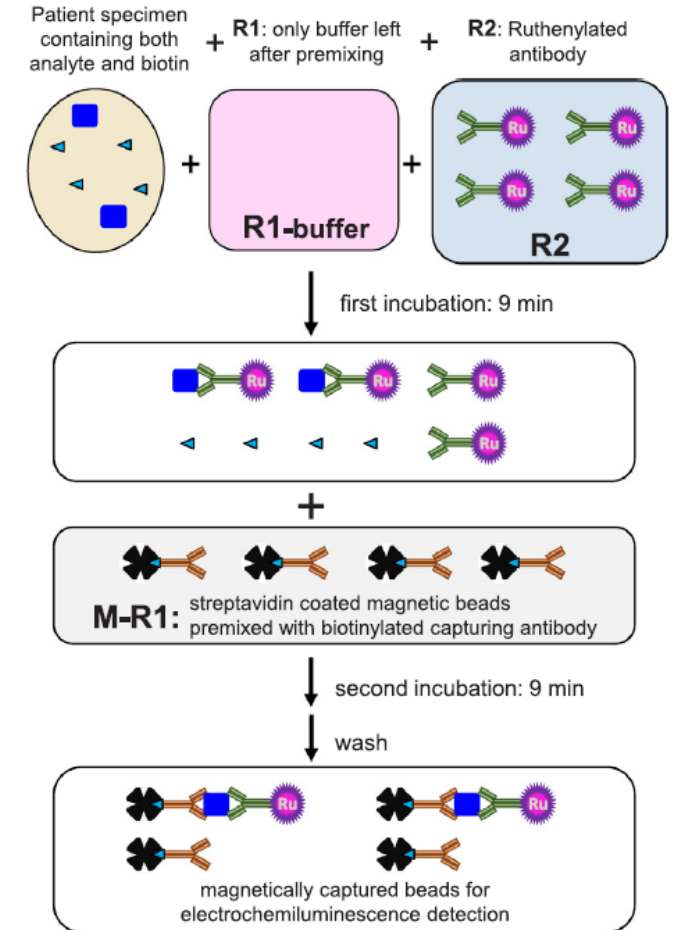 Patient specimen
containing both
analyte and biotin
+
R1: only buffer left
after premixing
+
R2: Ruthenylated
antibody
+
R1-buffer
+
Ru Ru
Ru Ru
R2
first incubation: 9 min
Ru Ru Ru
Ru
+
M-R1: streptavidin coated magnetic beads
premixed with biotinylated capturing antibody
second incubation: 9 min
wash
Ru Ru
magnetically captured beads for
electrochemiluminescence detection